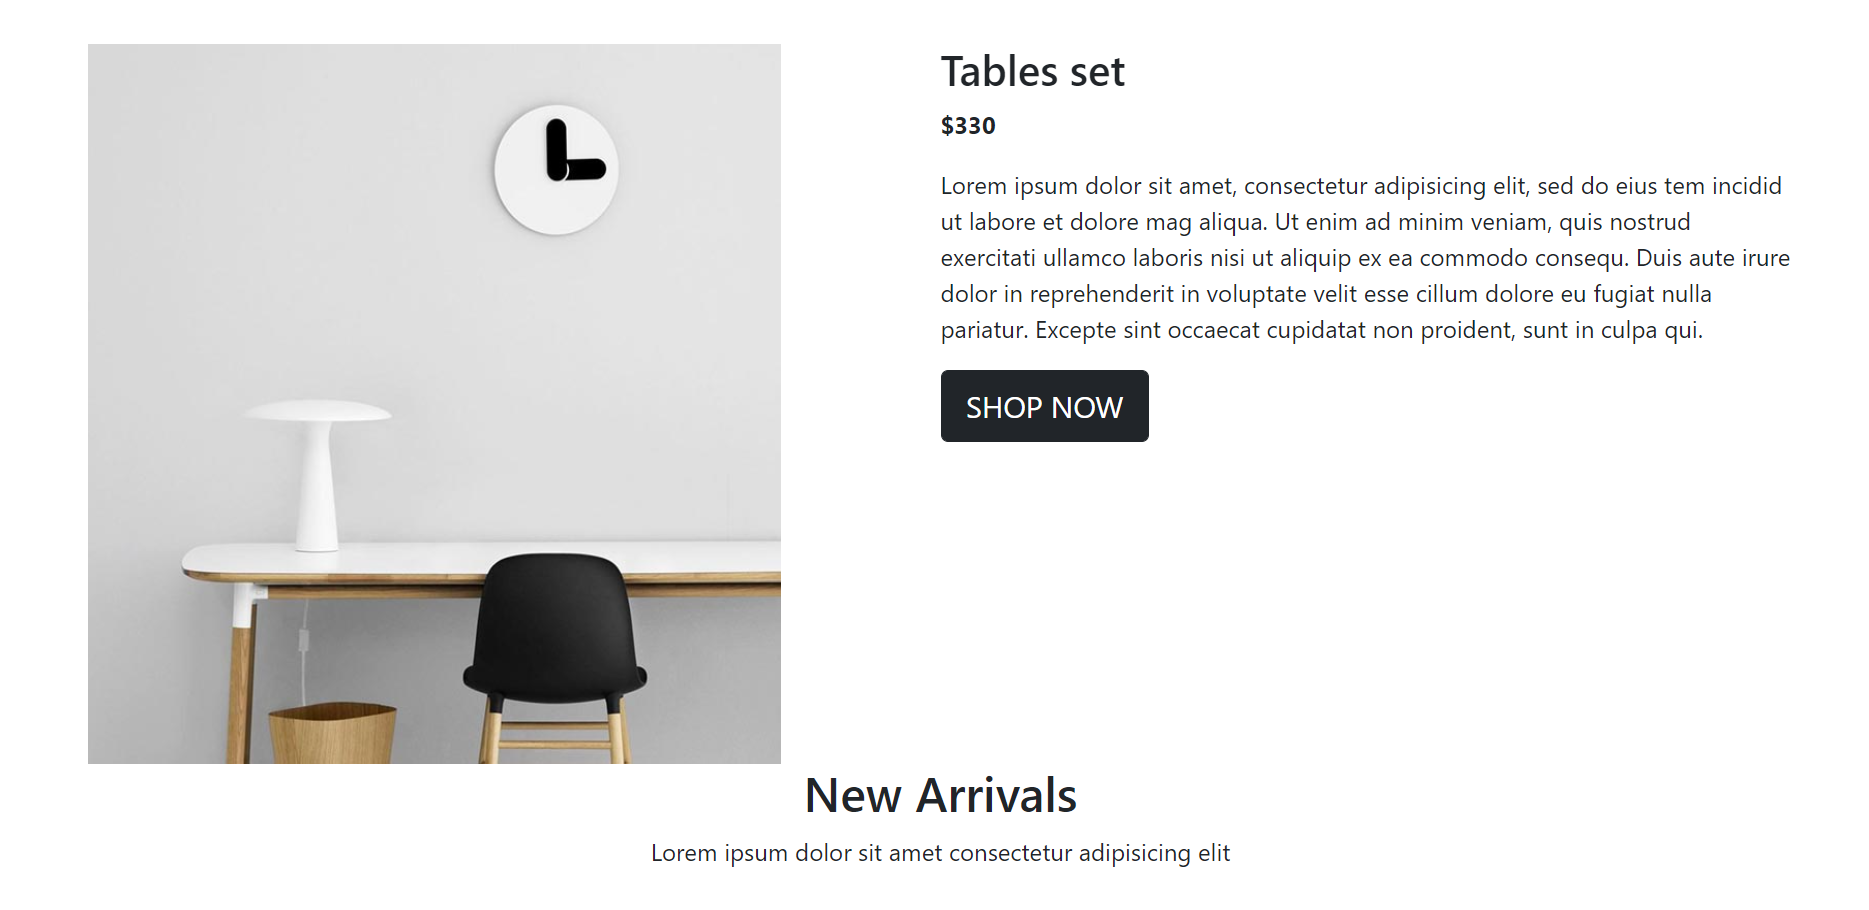 Tables set
$330
Lorem ipsum dolor sit amet, consectetur adipisicing elit, sed do eius tem incidid
ut labore et dolore mag aliqua. Ut enim ad minim veniam, quis nostrud
exercitati ullamco laboris nisi ut aliquip ex ea commodo consequ. Duis aute irure
dolor in reprehenderit in voluptate velit esse cillum dolore eu fugiat nulla
pariatur. Excepte sint occaecat cupidatat non proident, sunt in culpa qui.
SHOP NOW
New Arrivals
Lorem ipsum dolor sit amet consectetur adipisicing elit